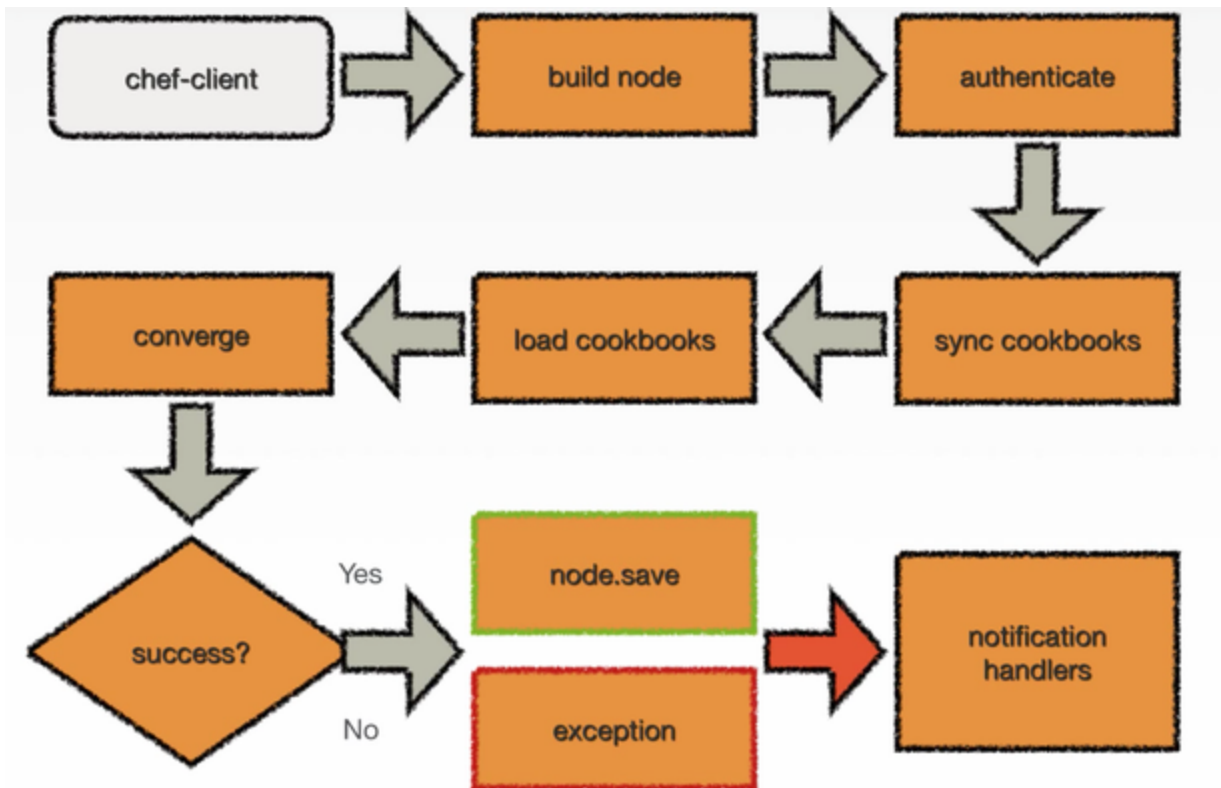 chef-client
build node
authenticate
converge
load cookbooks
sync cookbooks
Yes
node.save
success?
notification
handlers
No
exception